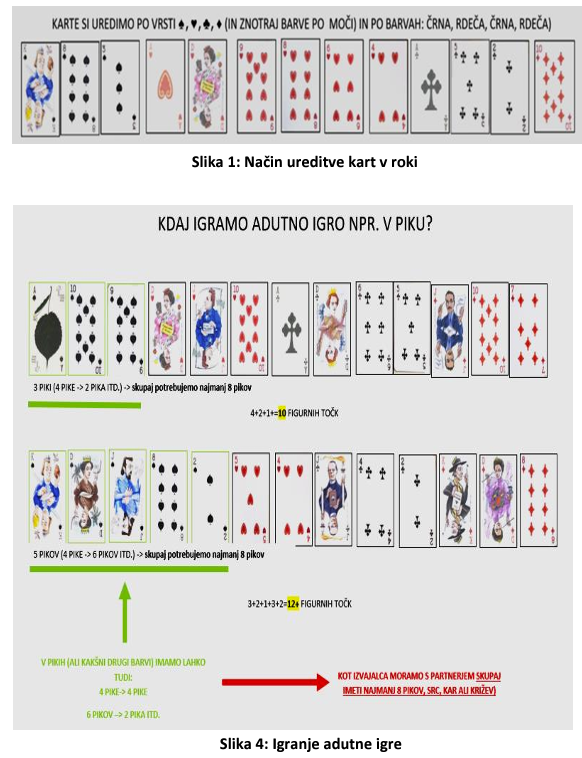 KARTE SI UREDIMO PO VRSTI ♠, ♥, ♣, ♦ (IN ZNOTRAJ BARVE PO MOČI) IN PO BARVAH: ČRNA, RDEČA, ČRNA, RDEČA)
Slika 1: Način ureditve kart v roki
KDAJ IGRAMO ADUTNO IGRO NPR. V PIKU?
3 PIKI (4 PIKE -> 2 PIKA ITD.) -> skupaj potrebujemo najmanj 8 pikov
4+2+1+=10 FIGURNIH TOČK
5 PIKOV (4 PIKE -> 6 PIKOV ITD.) -> skupaj potrebujemo najmanj 8 pikov
3+2+1+3+2=12+ FIGURNIH TOČK
V PIKIH (ALI KAKŠNI DRUGI BARVI) IMAMO LAHKO
TUDI:
4 PIKE-> 4 PIKE
6 PIKOV –> 2 PIKA ITD.
KOT IZVAJALCA MORAMO S PARTNERJEM SKUPAJ
IMETI NAJMANJ 8 PIKOV, SRC, KAR ALI KRIŽEV)
Slika 4: Igranje adutne igre